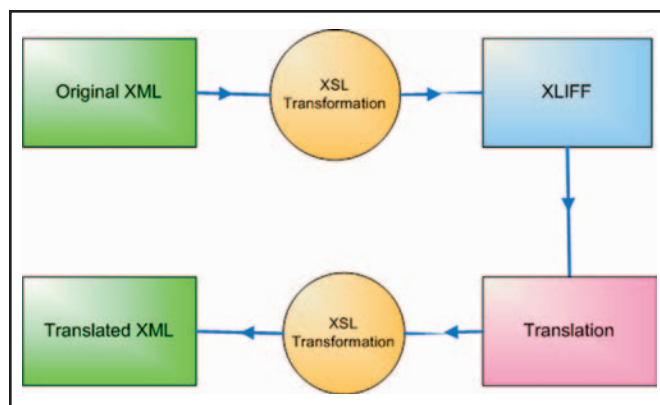 Original XML
XSL
Transformation
XLIFF
Translation
XSL
Transformation
Translated XML